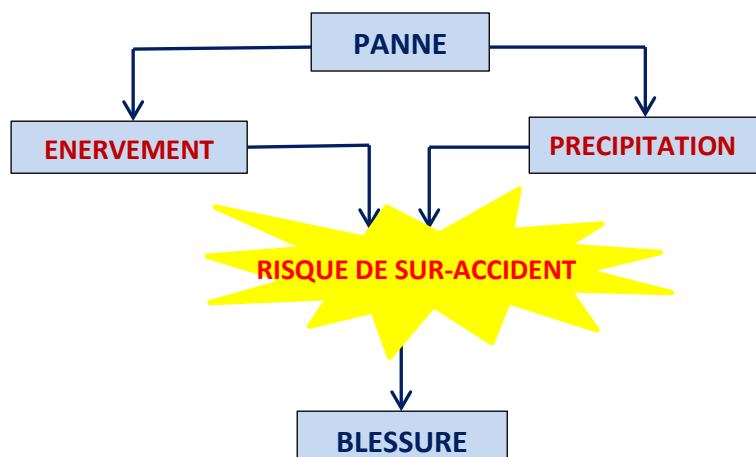 PANNE
ENERVEMENT
PRECIPITATION
RISQUE DE SUR-ACCIDENT
BLESSURE